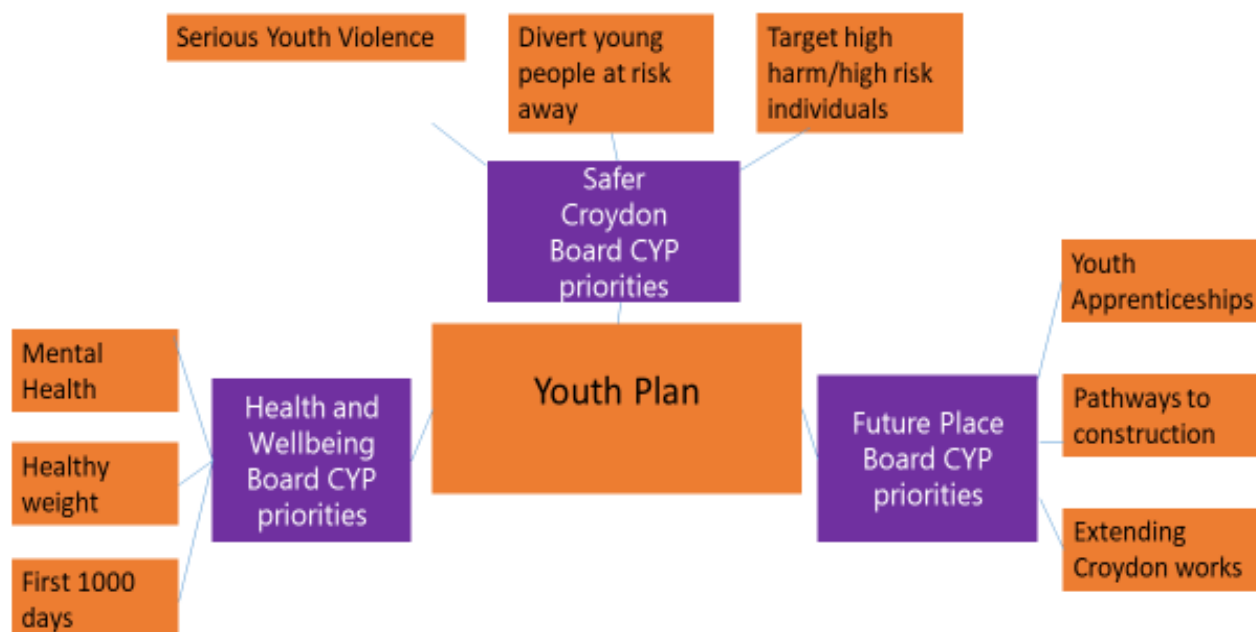 Serious Youth Violence
Divert young
people at risk
away
Target high
harm/high risk
individuals
Safer
Croydon
Board CYP
priorities
Youth
Apprenticeships
Mental
Health
Youth Plan
Health and
Wellbeing
Board CYP
priorities
Future Place
Board CYP
priorities
Pathways to
construction
Healthy
weight
Extending
Croydon works
First 1000
days